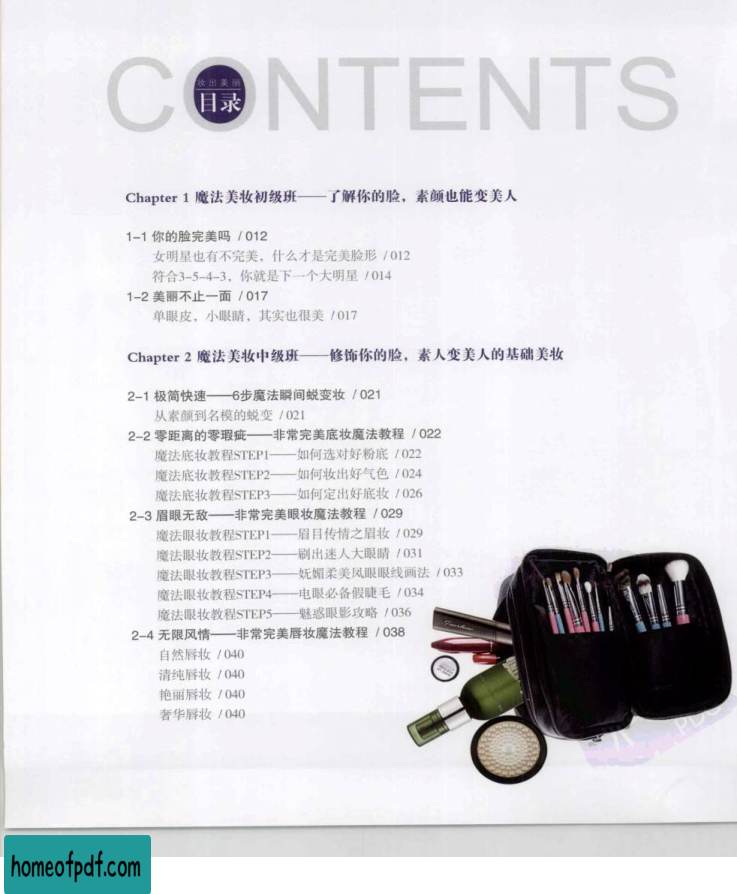 CONTENTS
妆出美丽
目录
Chapter 1 魔法美妆初级班——了解你的脸，素颜也能变美人
1-1 你的脸完美吗 / 012
女明星也有不完美，什么才是完美脸形 / 012
符合3-5-4-3，你就是下一个大明星 / 014
1-2 美丽不止一面 / 017
单眼皮，小眼睛，其实也很美 / 017
Chapter 2 魔法美妆中级班——修饰你的脸，素人变美人的基础美妆
2-1 极简快速——6步魔法瞬间蜕变妆 / 021
从素颜到名模的蜕变 / 021
2-2 零距离的零瑕疵——非常完美底妆魔法教程 / 022
魔法底妆教程STEP1——如何选对好粉底 / 022
魔法底妆教程STEP2——如何妆出好气色 / 024
魔法底妆教程STEP3——如何定出好底妆 / 026
2-3 眉眼无敌——非常完美眼妆魔法教程 / 029
魔法眼妆教程STEP1——眉目传情之眉妆 / 029
魔法眼妆教程STEP2——刷出迷人大眼睛 / 031
魔法眼妆教程STEP3——妩媚柔美凤眼眼线画法 / 033
魔法眼妆教程STEP4——电眼必备假睫毛 / 034
魔法眼妆教程STEP5——魅惑眼影攻略 / 036
2-4 无限风情——非常完美唇妆魔法教程 / 038
自然唇妆 / 040
清纯唇妆 / 040
艳丽唇妆 / 040
奢华唇妆 / 040
homeofpdf.com